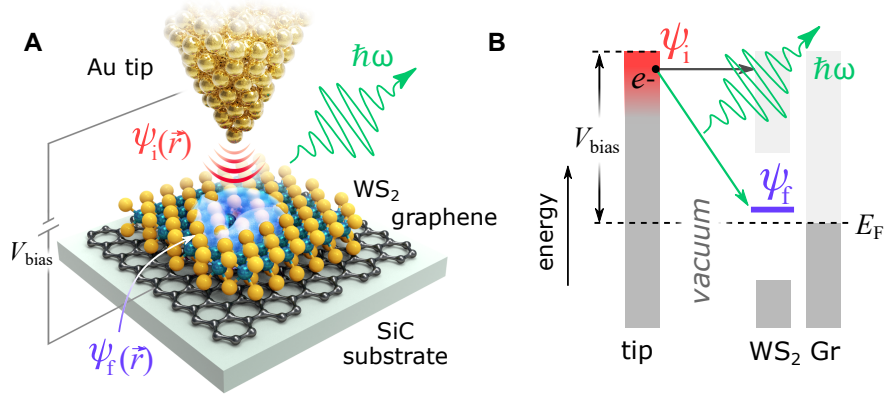 A
Au tip
ħω
ψi(r⃗)
WS2
graphene
Vbias
SiC
substrate
ψf(r⃗)
B
ψi
ħω
e-
Vbias
ψf
energy
vacuum
EF
tip
WS2
Gr